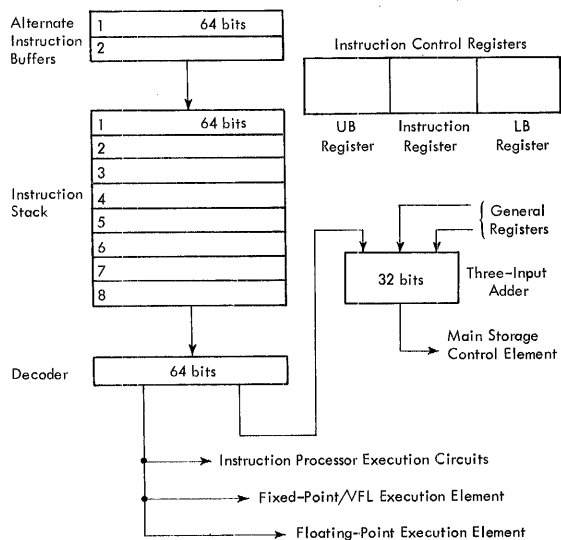 Alternate
Instruction
Buffers
1 64 bits
2
Instruction Control Registers
UB
Register
Instruction
Register
LB
Register
Instruction
Stack
1 64 bits
2
3
4
5
6
7
8
General
Registers
32 bits
Three-Input
Adder
Main Storage
Control Element
Decoder
64 bits
Instruction Processor Execution Circuits
Fixed-Point/VFL Execution Element
Floating-Point Execution Element